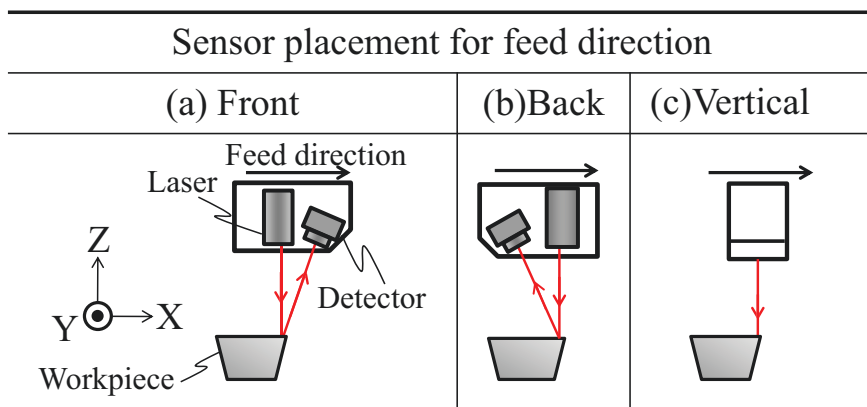 Sensor placement for feed direction
(a) Front
(b)Back
(c)Vertical
Feed direction
Laser
Z
Detector
Y
X
Workpiece